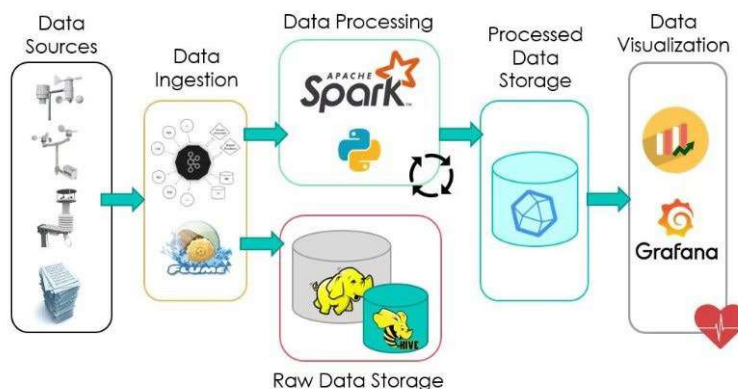 Data
Sources
Data
Ingestion
Data Processing
Processed
Data
Storage
Data
Visualization
APACHE
Spark
TM
FLUME
HIVE
Grafana
Raw Data Storage